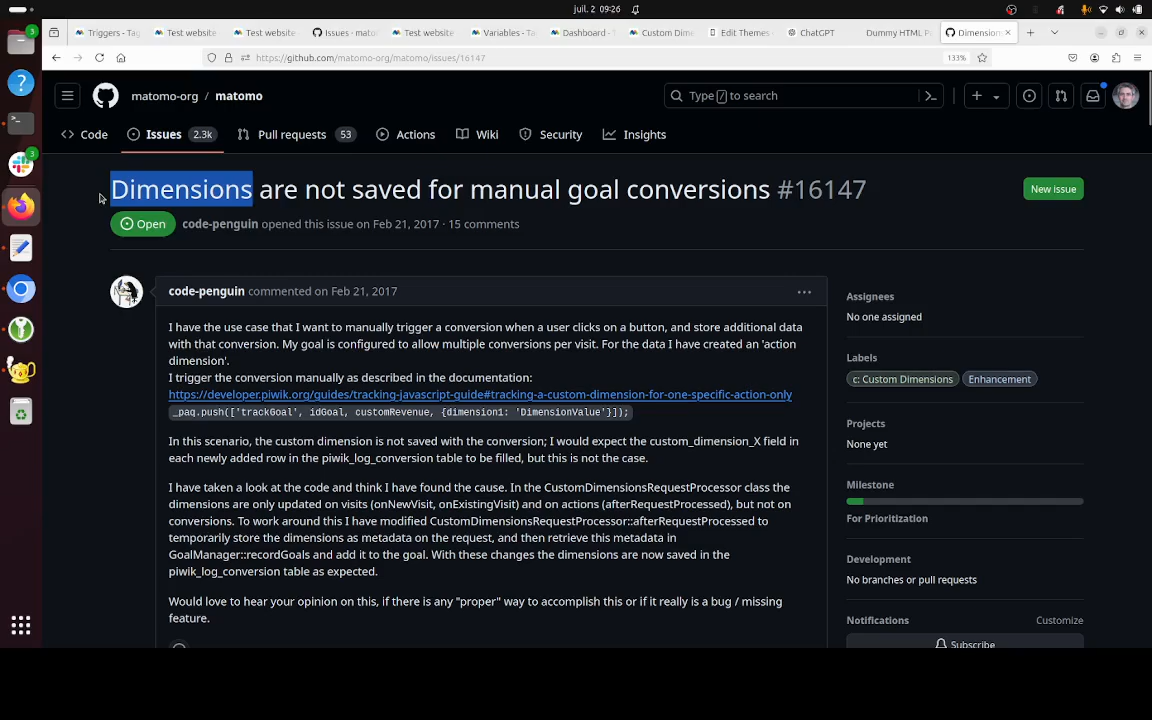 juil. 2 09:26
Triggers - Tag
Test website
Test website
Issues · mato
Test website
Variables - Ta
Dashboard -
Custom Dime
Edit Themes
ChatGPT
Dummy HTML Pa
Dimension
https://github.com/matomo-org/matomo/issues/16147
133%
matomo-org / matomo
Type / to search
Code
Issues 2.3k
Pull requests 53
Actions
Wiki
Security
Insights
Dimensions are not saved for manual goal conversions #16147
New issue
Open
code-penguin opened this issue on Feb 21, 2017 · 15 comments
code-penguin commented on Feb 21, 2017
I have the use case that I want to manually trigger a conversion when a user clicks on a button, and store additional data
with that conversion. My goal is configured to allow multiple conversions per visit. For the data I have created an 'action
dimension'.
I trigger the conversion manually as described in the documentation:
https://developer.piwik.org/guides/tracking-javascript-guide#tracking-a-custom-dimension-for-one-specific-action-only
_paq.push(['trackGoal', idGoal, customRevenue, {dimension1: 'DimensionValue'}]);
In this scenario, the custom dimension is not saved with the conversion; I would expect the custom_dimension_X field in
each newly added row in the piwik_log_conversion table to be filled, but this is not the case.
I have taken a look at the code and think I have found the cause. In the CustomDimensionsRequestProcessor class the
dimensions are only updated on visits (onNewVisit, onExistingVisit) and on actions (afterRequestProcessed), but not on
conversions. To work around this I have modified CustomDimensionsRequestProcessor::afterRequestProcessed to
temporarily store the dimensions as metadata on the request, and then retrieve this metadata in
GoalManager::recordGoals and add it to the goal. With these changes the dimensions are now saved in the
piwik_log_conversion table as expected.
Would love to hear your opinion on this, if there is any "proper" way to accomplish this or if it really is a bug / missing
feature.
Assignees
No one assigned
Labels
c: Custom Dimensions
Enhancement
Projects
None yet
Milestone
For Prioritization
Development
No branches or pull requests
Notifications
Customize
Subscribe
3
3